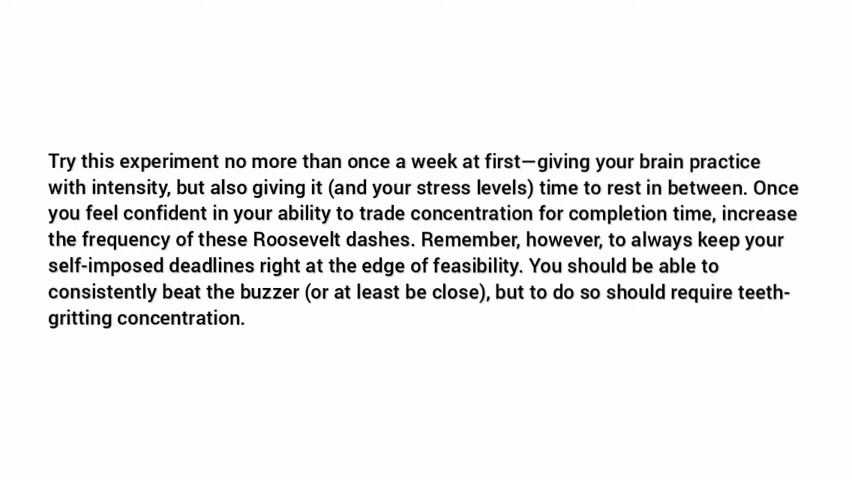 Try this experiment no more than once a week at first—giving your brain practice
with intensity, but also giving it (and your stress levels) time to rest in between. Once
you feel confident in your ability to trade concentration for completion time, increase
the frequency of these Roosevelt dashes. Remember, however, to always keep your
self-imposed deadlines right at the edge of feasibility. You should be able to
consistently beat the buzzer (or at least be close), but to do so should require teeth-
gritting concentration.